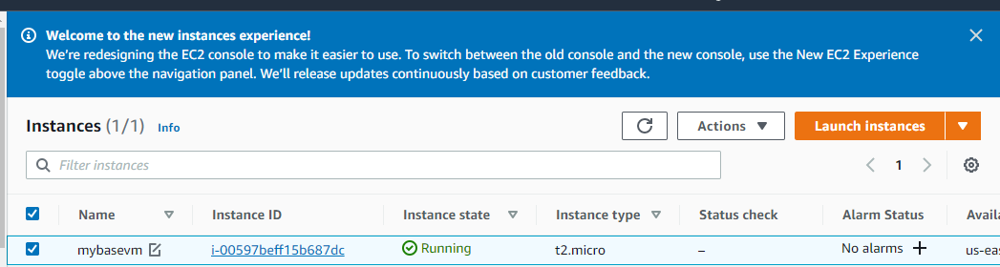 Welcome to the new instances experience!
We're redesigning the EC2 console to make it easier to use. To switch between the old console and the new console, use the New EC2 Experience
toggle above the navigation panel. We'll release updates continuously based on customer feedback.
Instances (1/1) Info Actions Launch instances
Filter instances 1
Name Instance ID Instance state Instance type Status check Alarm Status Availa
mybasevm i-00597beff15b687dc Running t2.micro – No alarms + us-eas